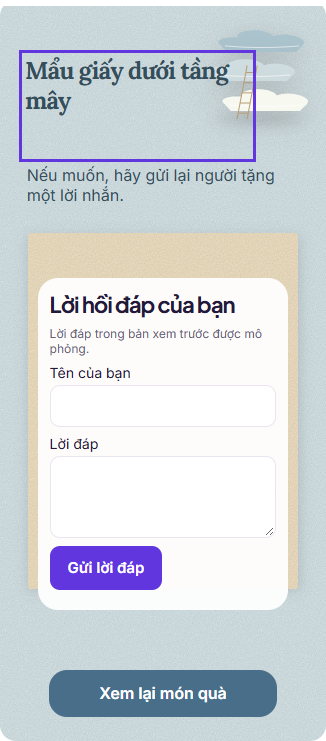 Mẩu giấy dưới tầng
mây
Nếu muốn, hãy gửi lại người tặng
một lời nhắn.
Lời hồi đáp của bạn
Lời đáp trong bản xem trước được mô
phỏng.
Tên của bạn
Lời đáp
Gửi lời đáp
Xem lại món quà